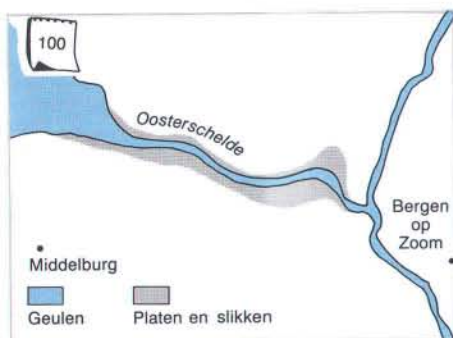 100
Oosterschelde
Bergen
op
Zoom
Middelburg
Geulen
Platen en slikken